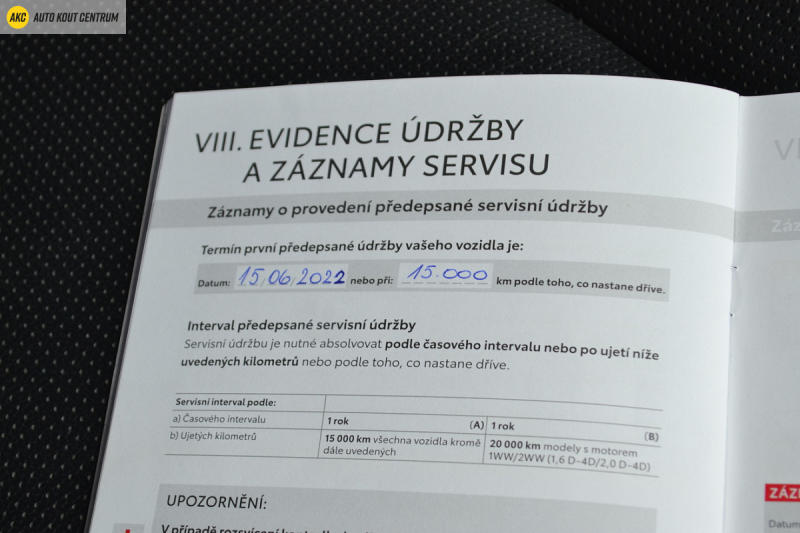 AKC AUTO KOUT CENTRUM
VIII. EVIDENCE ÚDRŽBY
A ZÁZNAMY SERVISU
Záznamy o provedení předepsané servisní údržby
Termín první předepsané údržby vašeho vozidla je:
Datum: 15/06/2022 nebo při: 15.000 km podle toho, co nastane dříve.
Interval předepsané servisní údržby
Servisní údržbu je nutné absolvovat podle časového intervalu nebo po ujetí níže
uvedených kilometrů nebo podle toho, co nastane dříve.
Servisní interval podle:
a) Časového intervalu 1 rok (A) 1 rok (B)
b) Ujetých kilometrů 15 000 km všechna vozidla kromě 20 000 km modely s motorem
dále uvedených 1WW/2WW (1,6 D-4D/2,0 D-4D)
UPOZORNĚNÍ:
V případě rozsvícení
Datum